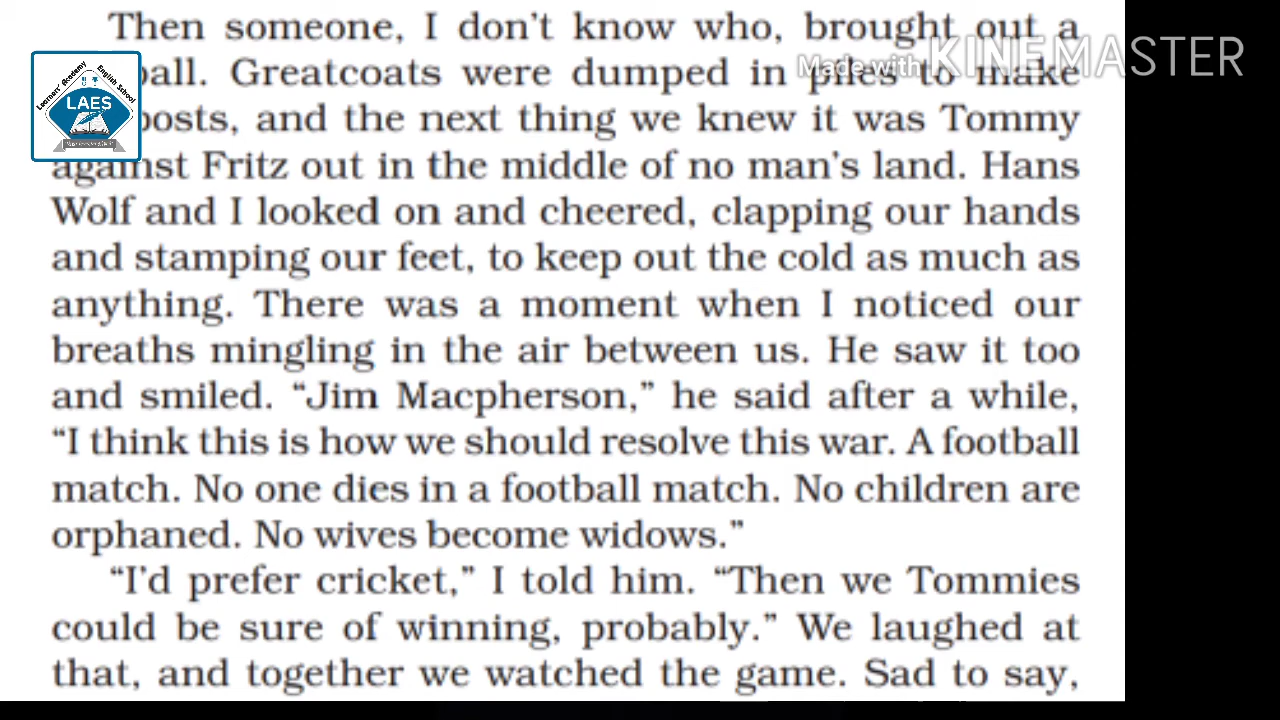 Then someone, I don't know who, brought out a
ball. Greatcoats were dumped in piles to make
Made with KINEMASTER
Learners' Academy English School
LAES
posts, and the next thing we knew it was Tommy
against Fritz out in the middle of no man's land. Hans
Wolf and I looked on and cheered, clapping our hands
and stamping our feet, to keep out the cold as much as
anything. There was a moment when I noticed our
breaths mingling in the air between us. He saw it too
and smiled. “Jim Macpherson,” he said after a while,
“I think this is how we should resolve this war. A football
match. No one dies in a football match. No children are
orphaned. No wives become widows.”
“I'd prefer cricket,” I told him. “Then we Tommies
could be sure of winning, probably.” We laughed at
that, and together we watched the game. Sad to say,